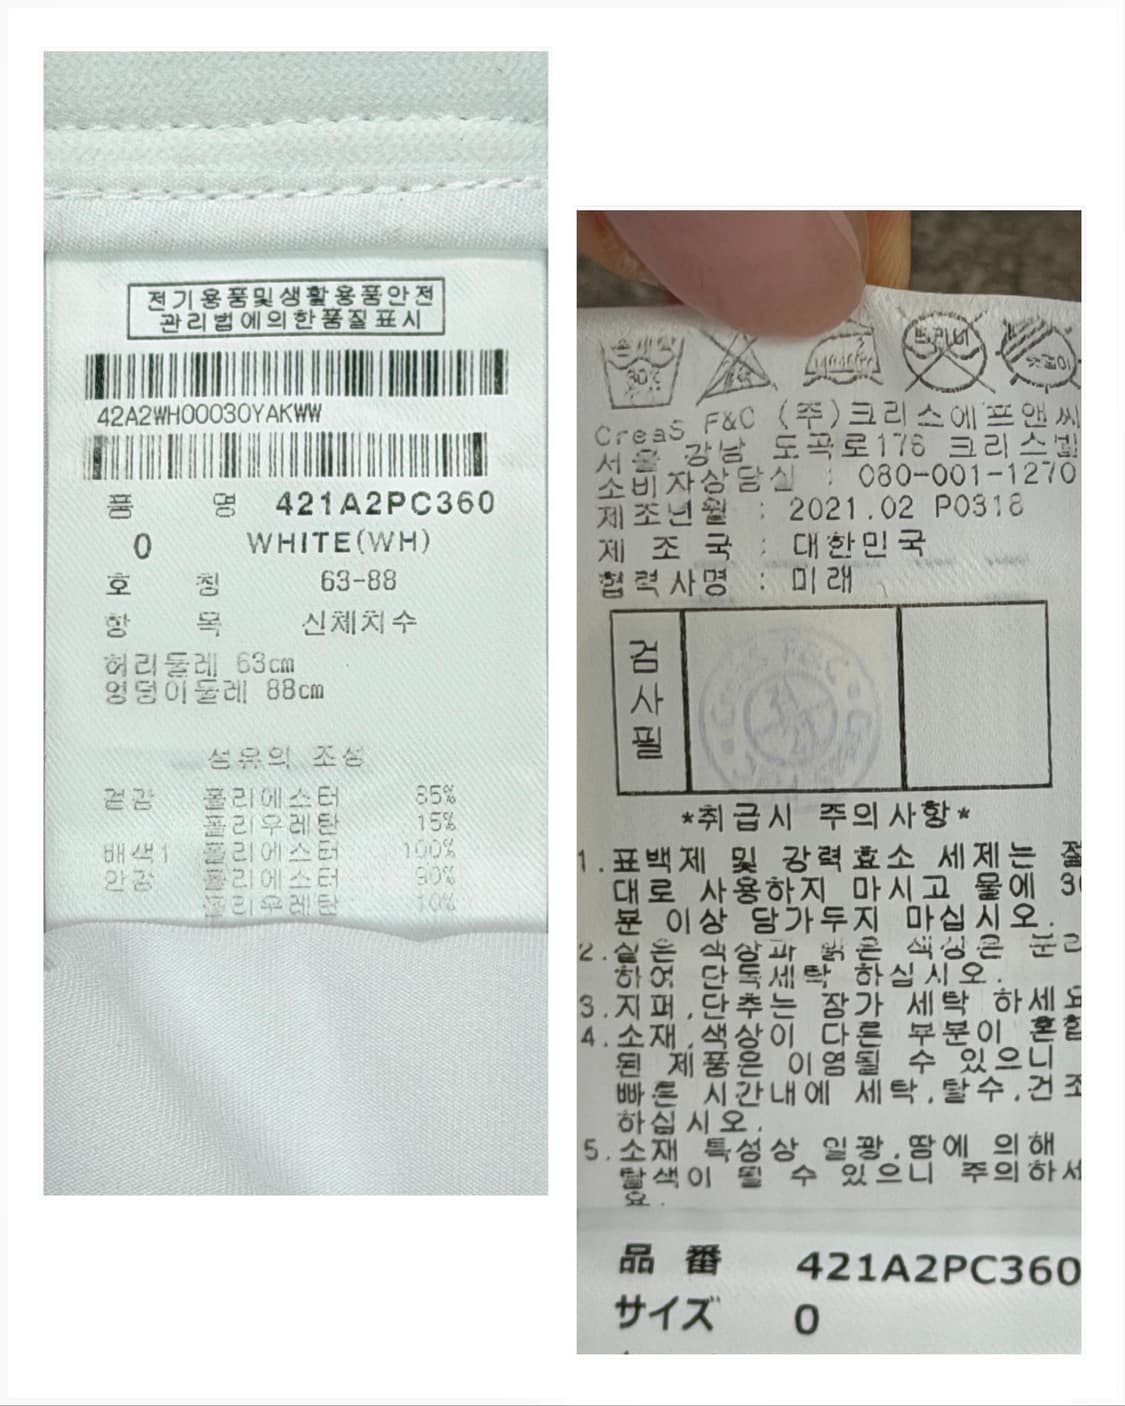 전기용품및생활용품안전
관리법에의한품질표시
42A2WH00030YAKWW
품 명 421A2PC360
0 WHITE(WH)
호 칭 63-88
항 목 신체치수
허리둘레 63cm
엉덩이둘레 88cm
섬유의 조성
겉감 폴리에스터 85%
폴리우레탄 15%
배색1 폴리에스터 100%
안감 폴리에스터 90%
폴리우레탄 10%
손세탁
30℃
드라이
CreaS F&C (주)크리스에프앤씨
서울 강남 도곡로176 크리스빌
소비자상담실 : 080-001-1270
제조년월 : 2021.02 P0318
제 조 국 : 대한민국
협력사명 : 미래
검사필
*취급시 주의사항*
1.표백제 및 강력효소 세제는 절
대로 사용하지 마시고 물에 30
분 이상 담가두지 마십시오.
2.짙은 색상과 밝은 색상은 분리
하여 단독세탁 하십시오.
3.지퍼,단추는 잠가 세탁 하세요
4.소재,색상이 다른 부분이 혼합
된 제품은 이염될 수 있으니
빠른 시간내에 세탁,탈수,건조
하십시오.
5.소재 특성상 일광,땀에 의해
탈색이 될 수 있으니 주의하세
요.
品番 421A2PC360
サイズ 0